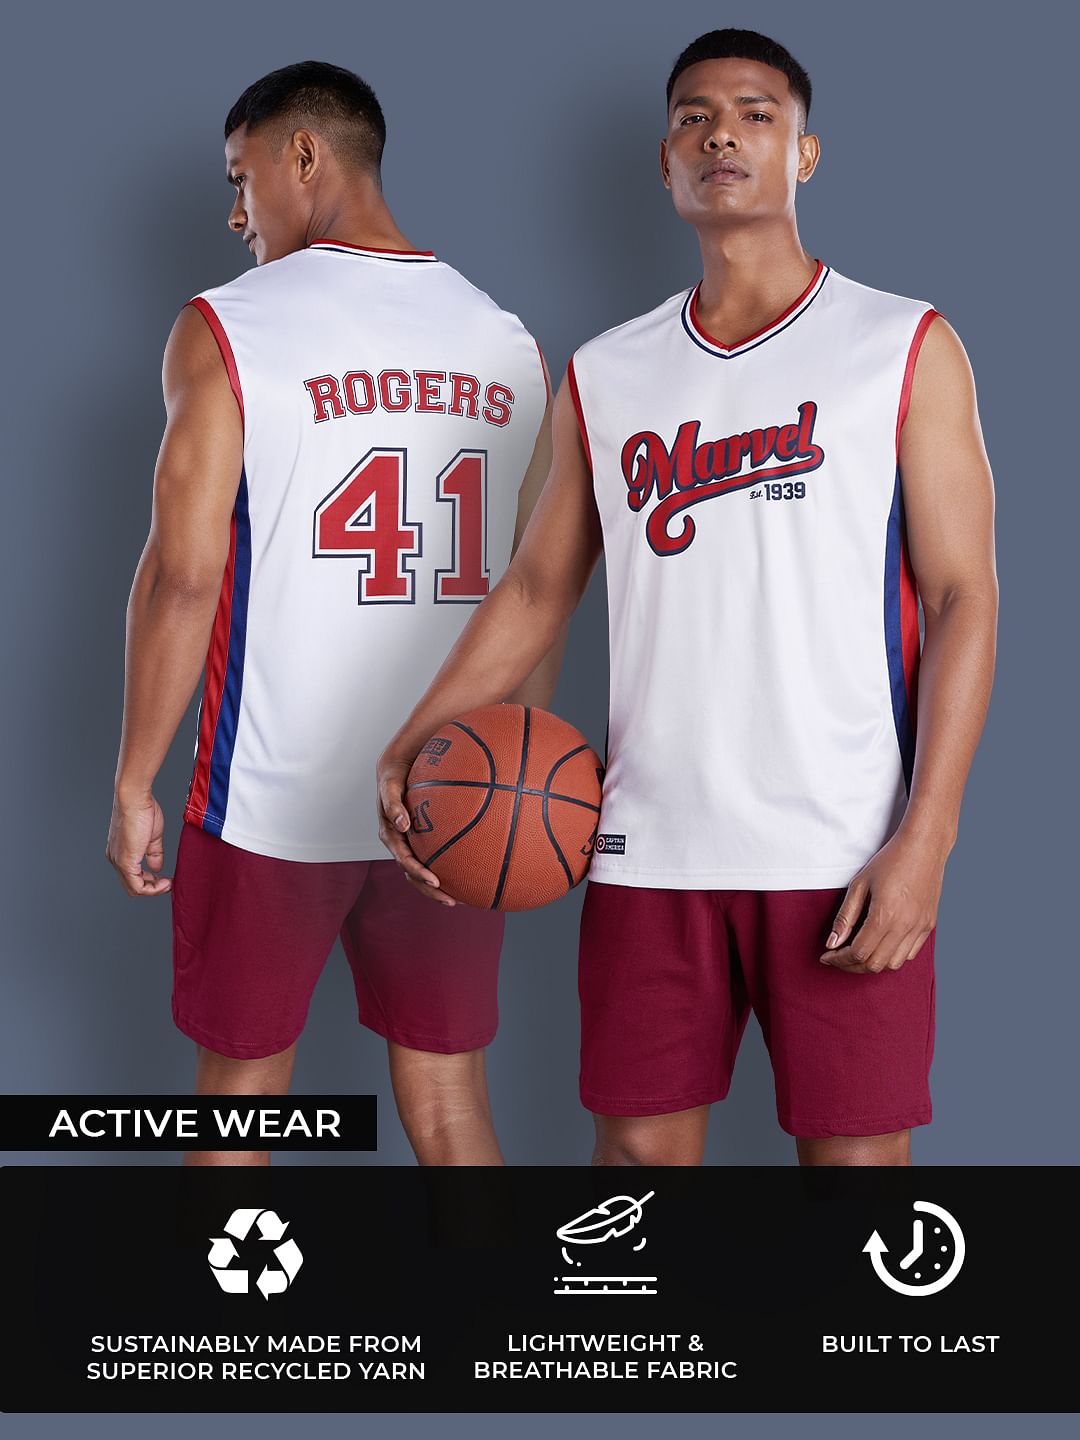 ROGERS
41
Marvel
Est. 1939
CAPTAIN
AMERICA
ACTIVE WEAR
SUSTAINABLY MADE FROM
SUPERIOR RECYCLED YARN
LIGHTWEIGHT &
BREATHABLE FABRIC
BUILT TO LAST